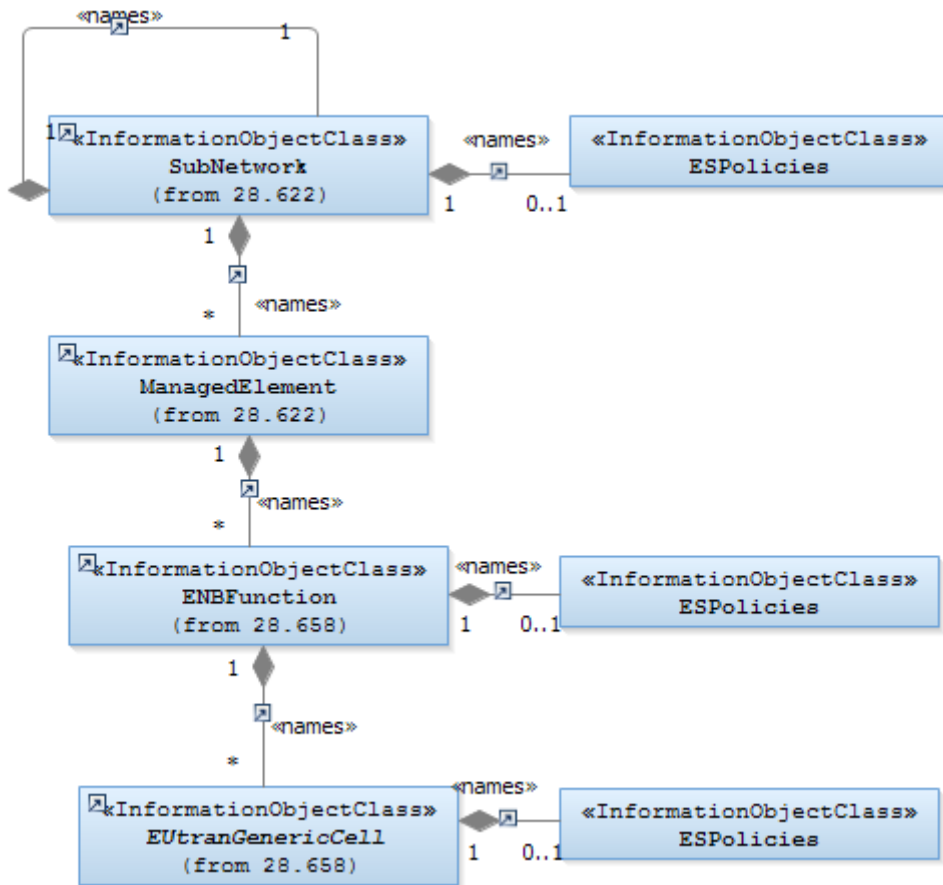 «names»
1
1
«InformationObjectClass»
SubNetwork
(from 28.622)
«names»
1
0..1
«InformationObjectClass»
ESPolicies
1
«names»
*
«InformationObjectClass»
ManagedElement
(from 28.622)
1
«names»
*
«InformationObjectClass»
ENBFunction
(from 28.658)
«names»
1
0..1
«InformationObjectClass»
ESPolicies
1
«names»
*
«InformationObjectClass»
EUtranGenericCell
(from 28.658)
«names»
1
0..1
«InformationObjectClass»
ESPolicies